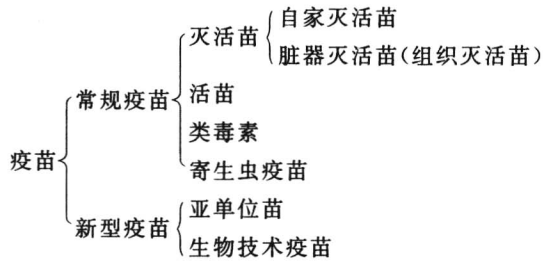 自家灭活苗
灭活苗
脏器灭活苗(组织灭活苗)
常规疫苗
活苗
类毒素
疫苗
寄生虫疫苗
亚单位苗
新型疫苗
生物技术疫苗